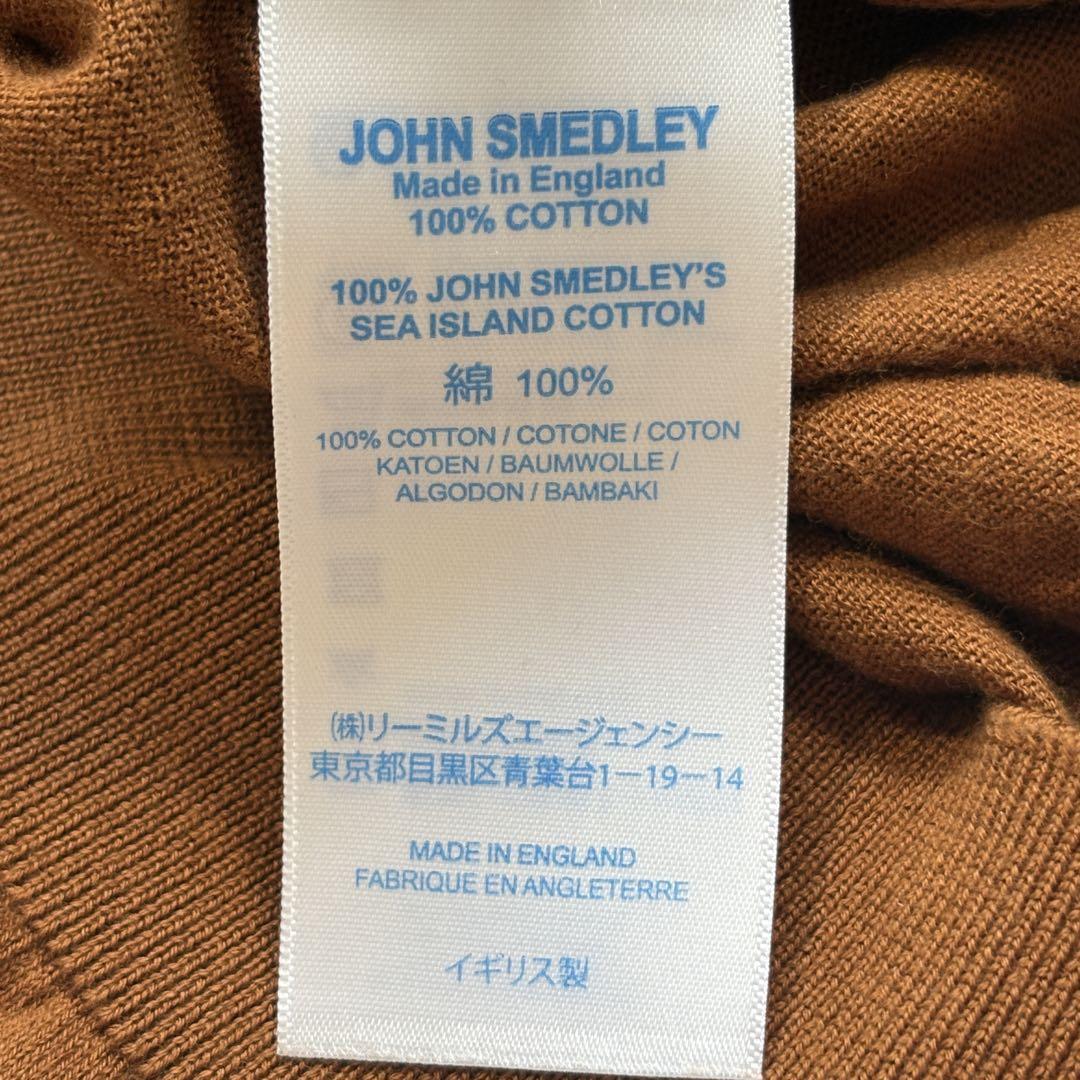 JOHN SMEDLEY
Made in England
100% COTTON
100% JOHN SMEDLEY'S
SEA ISLAND COTTON
綿 100%
100% COTTON / COTONE / COTON
KATOEN / BAUMWOLLE /
ALGODON / BAMBAKI
(株)リーミルズエージェンシー
東京都目黒区青葉台1-19-14
MADE IN ENGLAND
FABRIQUE EN ANGLETERRE
イギリス製